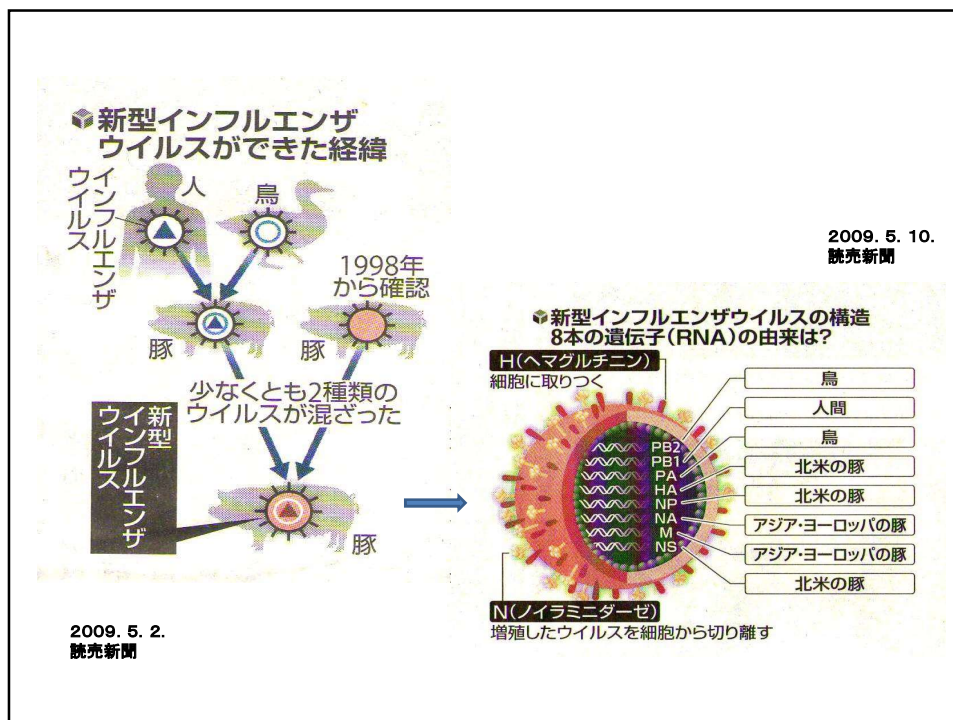 新型インフルエンザ
ウイルスができた経緯
インフルエンザ
ウイルス
人
鳥
1998年
から確認
豚
豚
少なくとも2種類の
ウイルスが混ざった
新型
インフルエンザ
ウイルス
豚
2009. 5. 2.
読売新聞
2009. 5. 10.
読売新聞
新型インフルエンザウイルスの構造
8本の遺伝子(RNA)の由来は?
H(ヘマグルチニン)
細胞に取りつく
PB2
PB1
PA
HA
NP
NA
M
NS
鳥
人間
鳥
北米の豚
北米の豚
アジア・ヨーロッパの豚
アジア・ヨーロッパの豚
北米の豚
N(ノイラミニダーゼ)
増殖したウイルスを細胞から切り離す